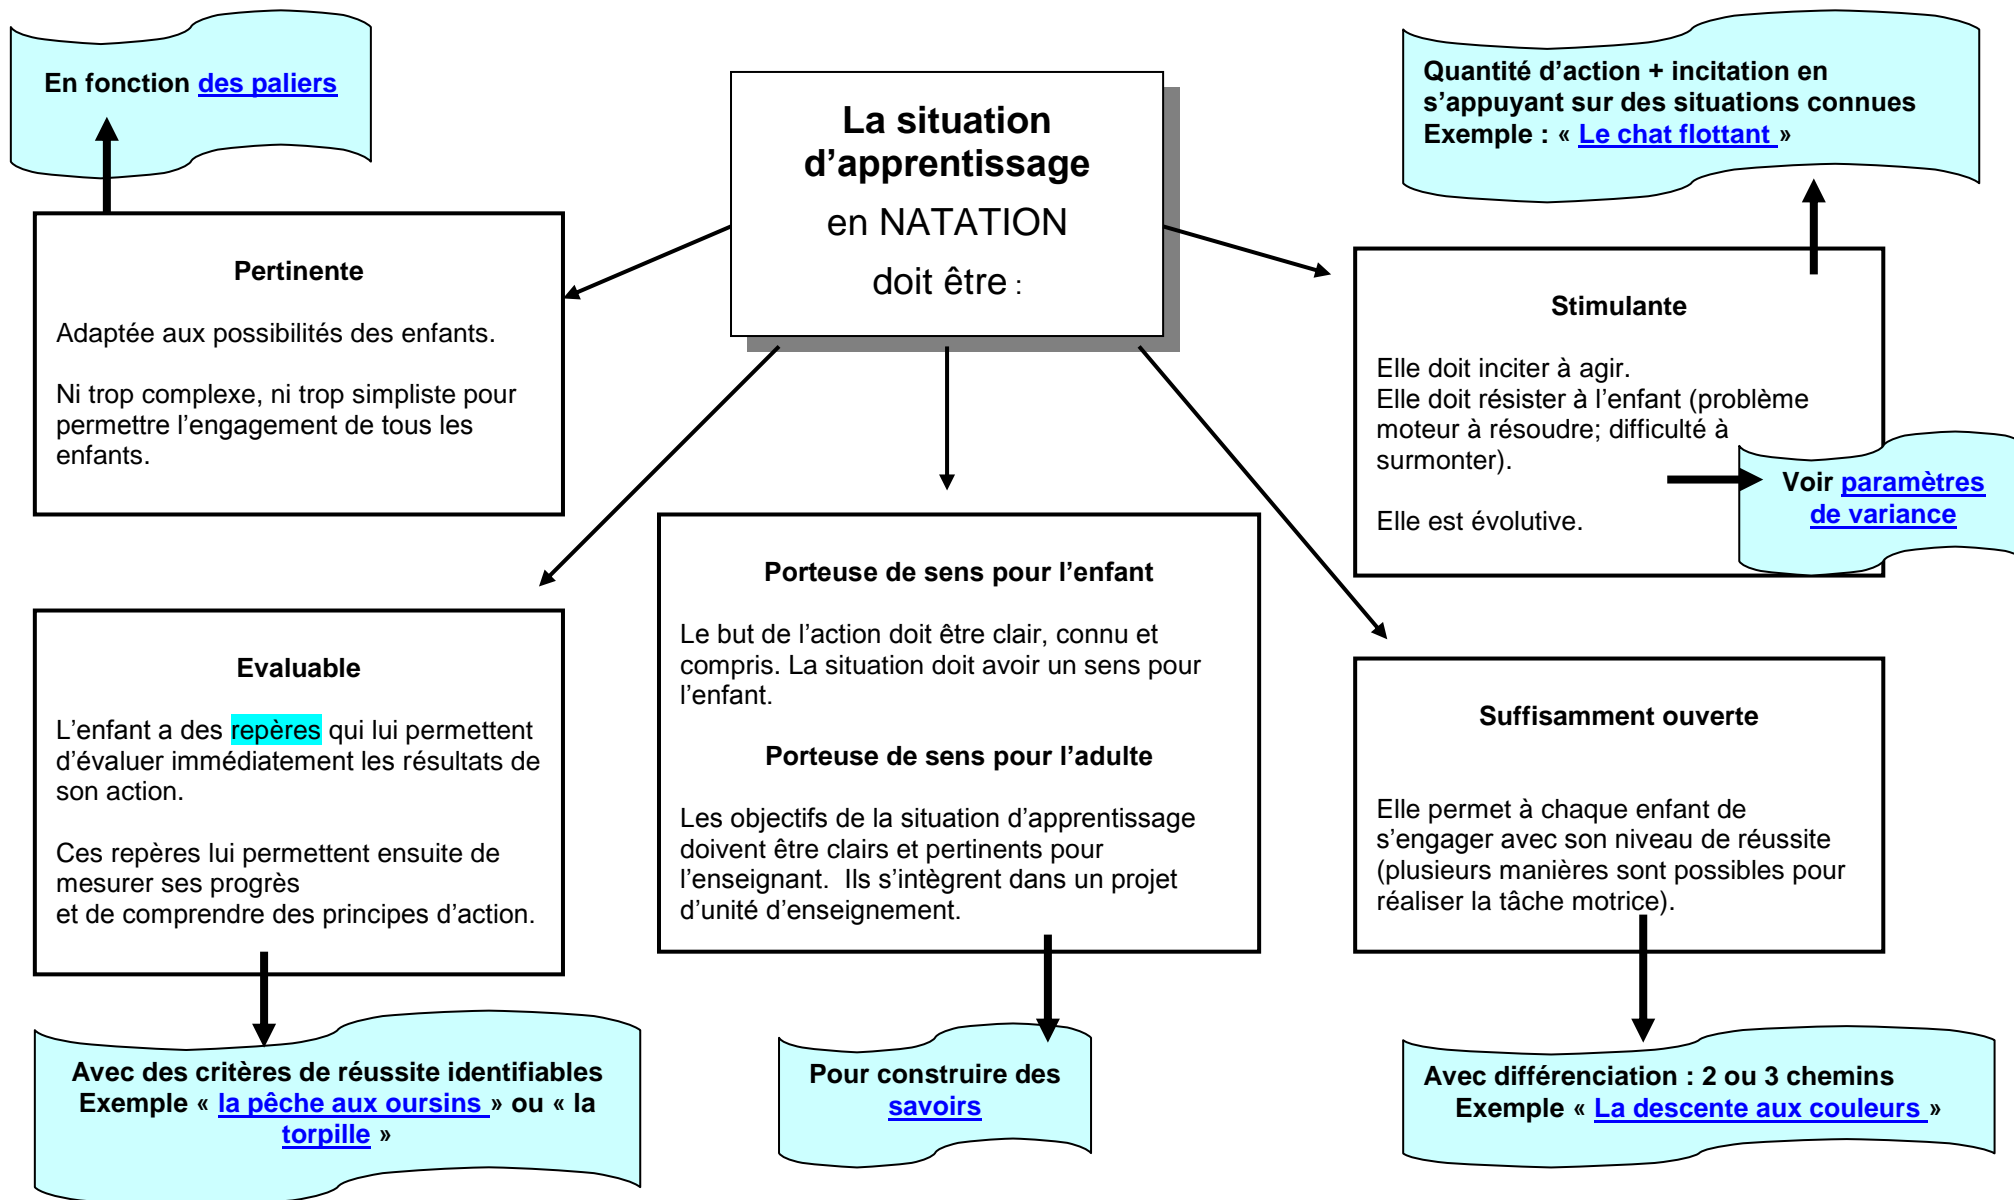 En fonction des paliers
La situation
d’apprentissage
en NATATION
doit être :
Quantité d’action + incitation en
s’appuyant sur des situations connues
Exemple : « Le chat flottant »
Pertinente
Adaptée aux possibilités des enfants.
Ni trop complexe, ni trop simpliste pour
permettre l’engagement de tous les
enfants.
Stimulante
Elle doit inciter à agir.
Elle doit résister à l’enfant (problème
moteur à résoudre; difficulté à
surmonter).
Elle est évolutive.
Voir paramètres
de variance
Evaluable
L’enfant a des repères qui lui permettent
d’évaluer immédiatement les résultats de
son action.
Ces repères lui permettent ensuite de
mesurer ses progrès
et de comprendre des principes d’action.
Porteuse de sens pour l’enfant
Le but de l’action doit être clair, connu et
compris. La situation doit avoir un sens pour
l’enfant.
Porteuse de sens pour l’adulte
Les objectifs de la situation d’apprentissage
doivent être clairs et pertinents pour
l’enseignant.  Ils s’intègrent dans un projet
d’unité d’enseignement.
Suffisamment ouverte
Elle permet à chaque enfant de
s’engager avec son niveau de réussite
(plusieurs manières sont possibles pour
réaliser la tâche motrice).
Avec des critères de réussite identifiables
Exemple « la pêche aux oursins » ou « la
torpille »
Pour construire des
savoirs
Avec différenciation : 2 ou 3 chemins
Exemple « La descente aux couleurs »